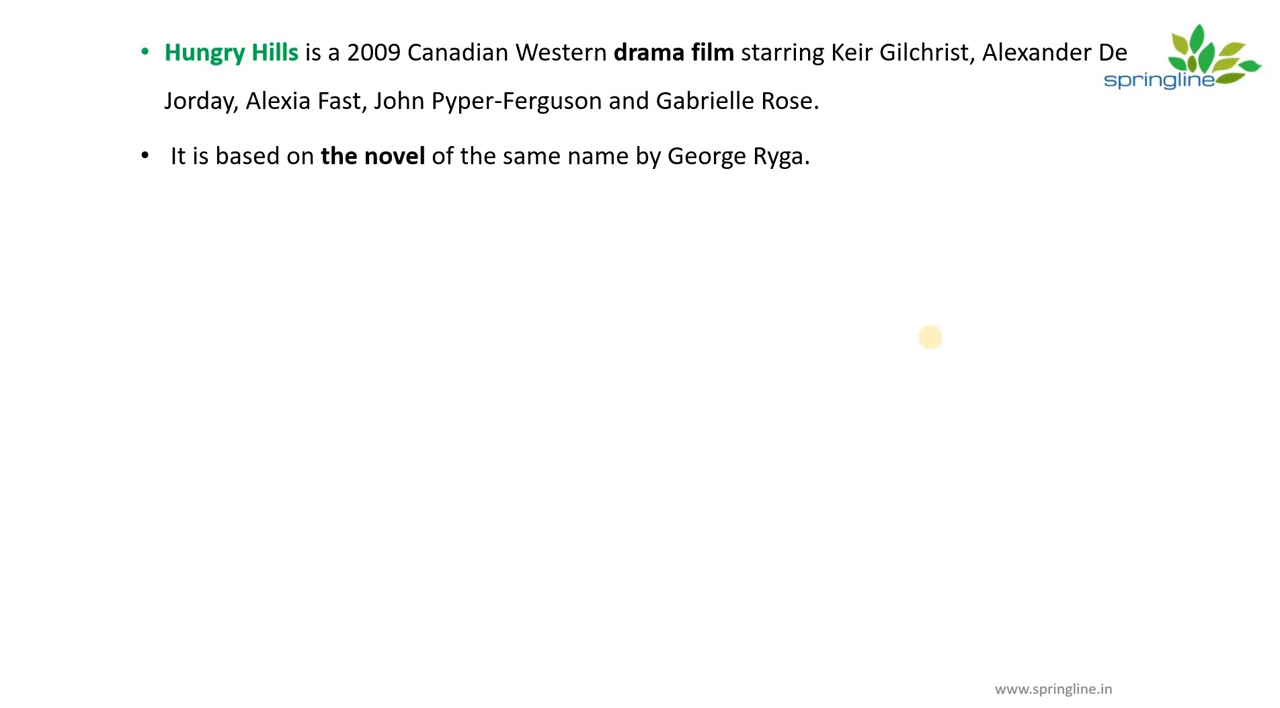 • Hungry Hills is a 2009 Canadian Western drama film starring Keir Gilchrist, Alexander De
Jorday, Alexia Fast, John Pyper-Ferguson and Gabrielle Rose.
• It is based on the novel of the same name by George Ryga.
springline
www.springline.in